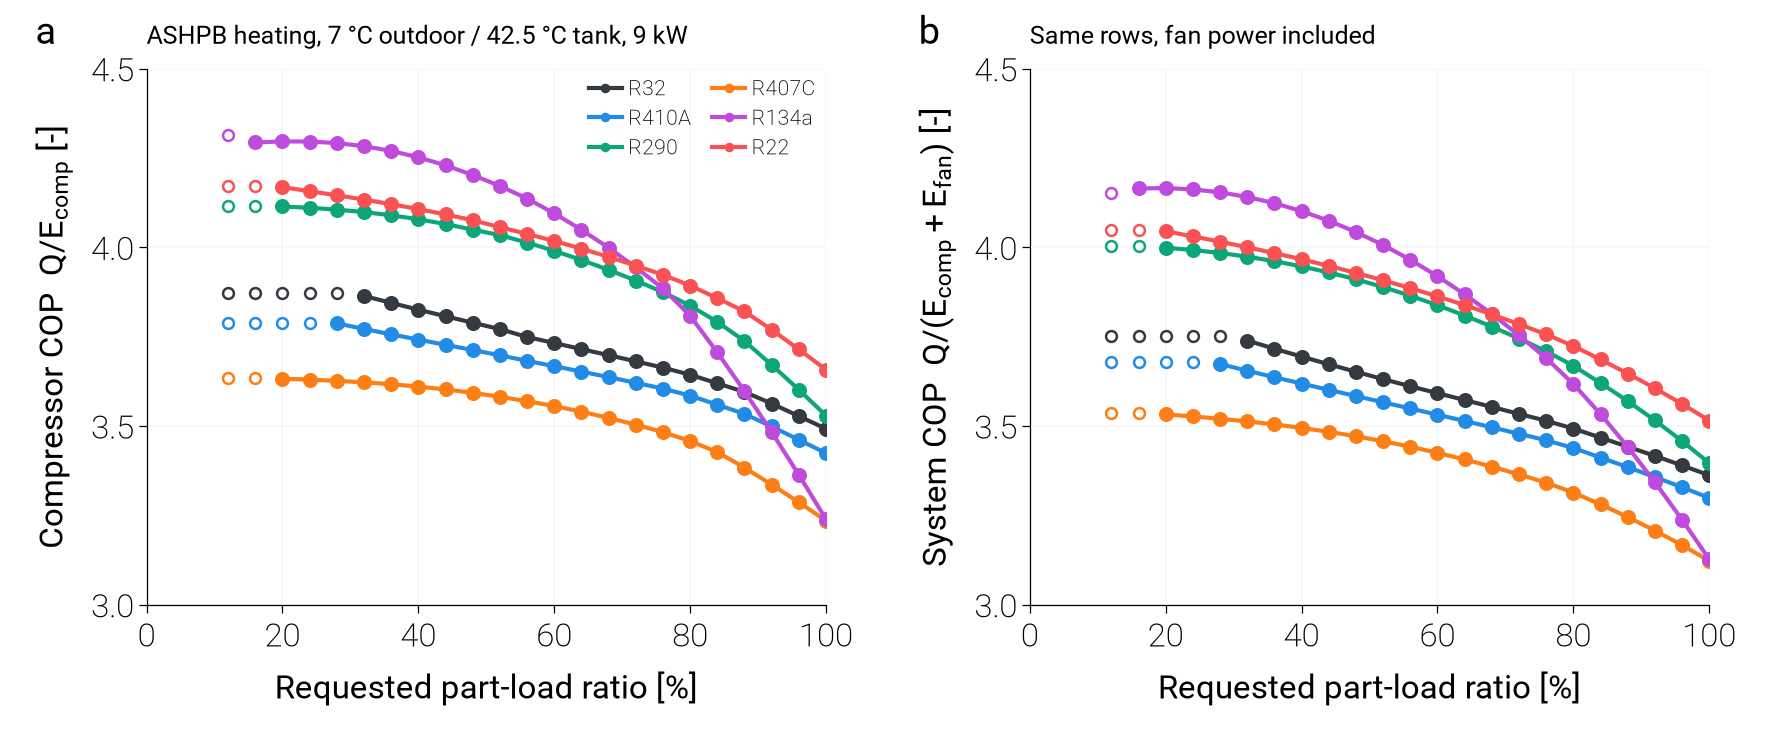 a
ASHPB heating, 7 °C outdoor / 42.5 °C tank, 9 kW
4.5
4.0
3.5
3.0
0
20
40
60
80
100
Compressor COP Q/E_comp [-]
Requested part-load ratio [%]
R32
R410A
R290
R407C
R134a
R22
b
Same rows, fan power included
4.5
4.0
3.5
3.0
0
20
40
60
80
100
System COP Q/(E_comp + E_fan) [-]
Requested part-load ratio [%]